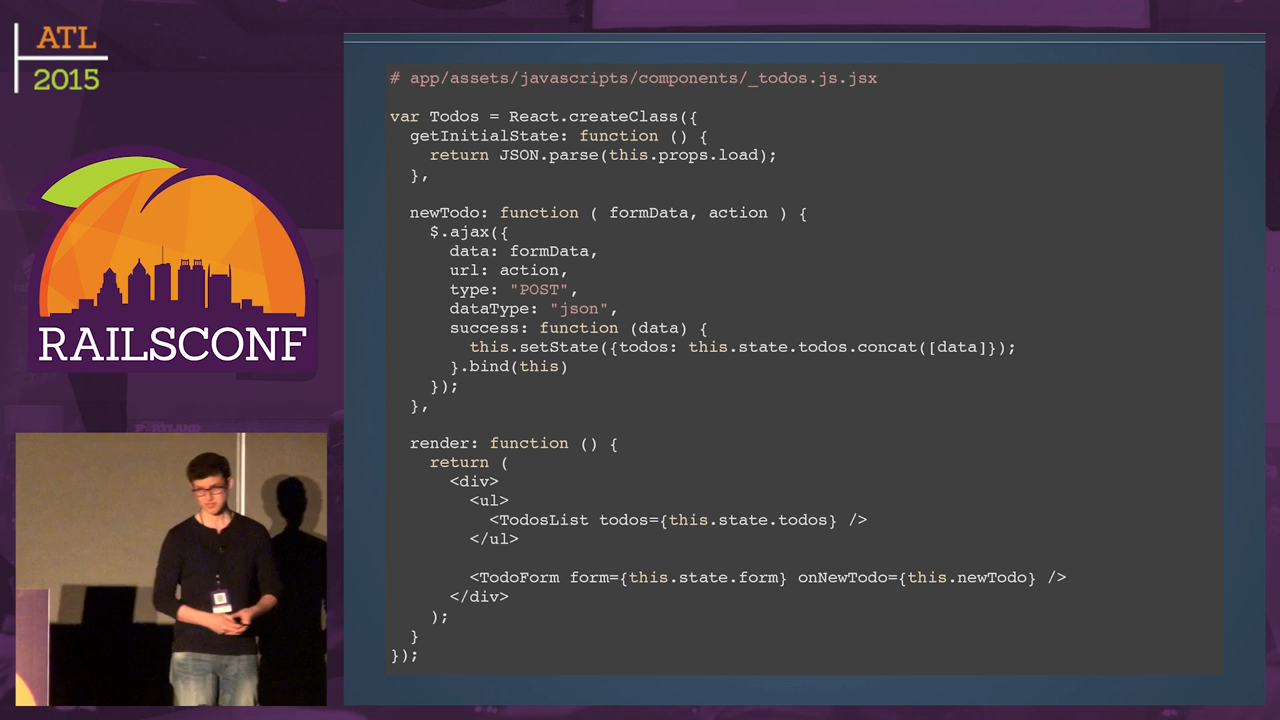 ATL
2015
RAILSCONF
# app/assets/javascripts/components/_todos.js.jsx
var Todos = React.createClass({
getInitialState: function () {
return JSON.parse(this.props.load);
},
newTodo: function ( formData, action ) {
$.ajax({
data: formData,
url: action,
type: "POST",
dataType: "json",
success: function (data) {
this.setState({todos: this.state.todos.concat([data]});
}.bind(this)
});
},
render: function () {
return (
<div>
<ul>
<TodosList todos={this.state.todos} />
</ul>
<TodoForm form={this.state.form} onNewTodo={this.newTodo} />
</div>
);
}
});
PORTLAND